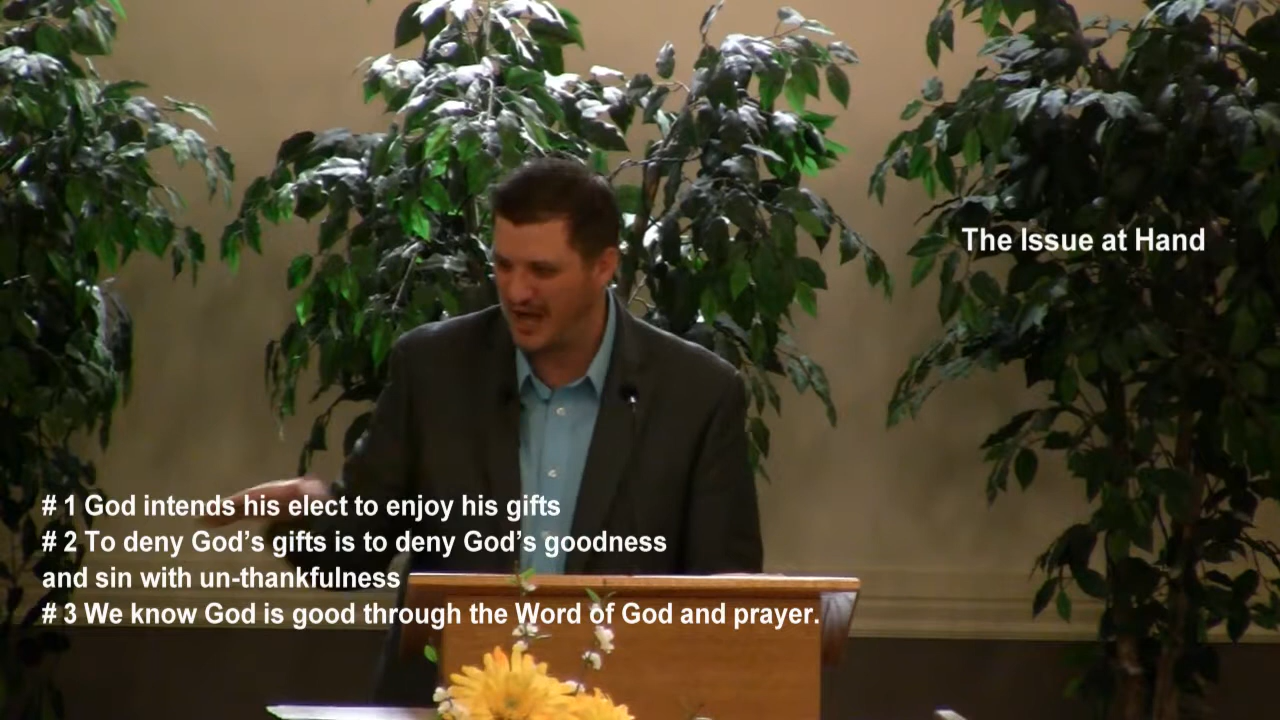 The Issue at Hand
# 1 God intends his elect to enjoy his gifts
# 2 To deny God’s gifts is to deny God’s goodness
and sin with un-thankfulness
# 3 We know God is good through the Word of God and prayer.